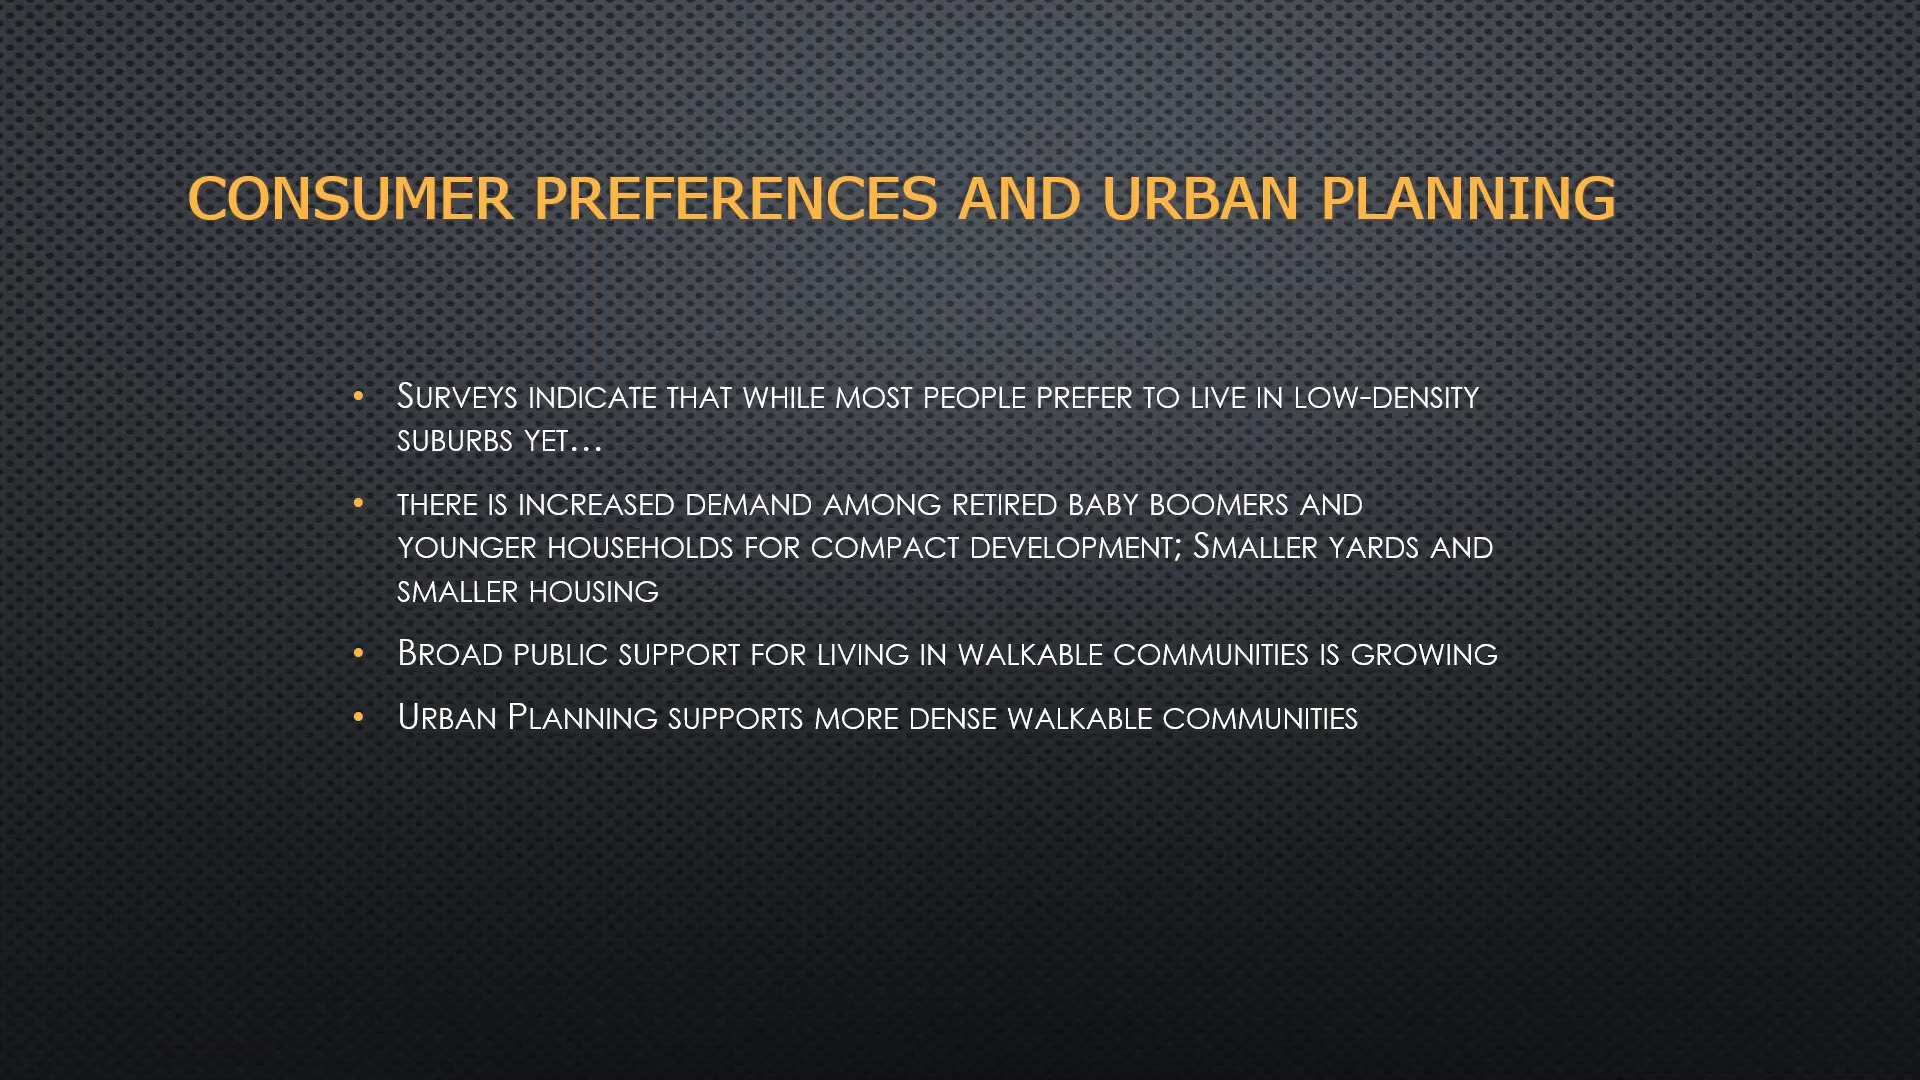 CONSUMER PREFERENCES AND URBAN PLANNING
• Surveys indicate that while most people prefer to live in low-density
suburbs yet…
• there is increased demand among retired baby boomers and
younger households for compact development; Smaller yards and
smaller housing
• Broad public support for living in walkable communities is growing
• Urban Planning supports more dense walkable communities